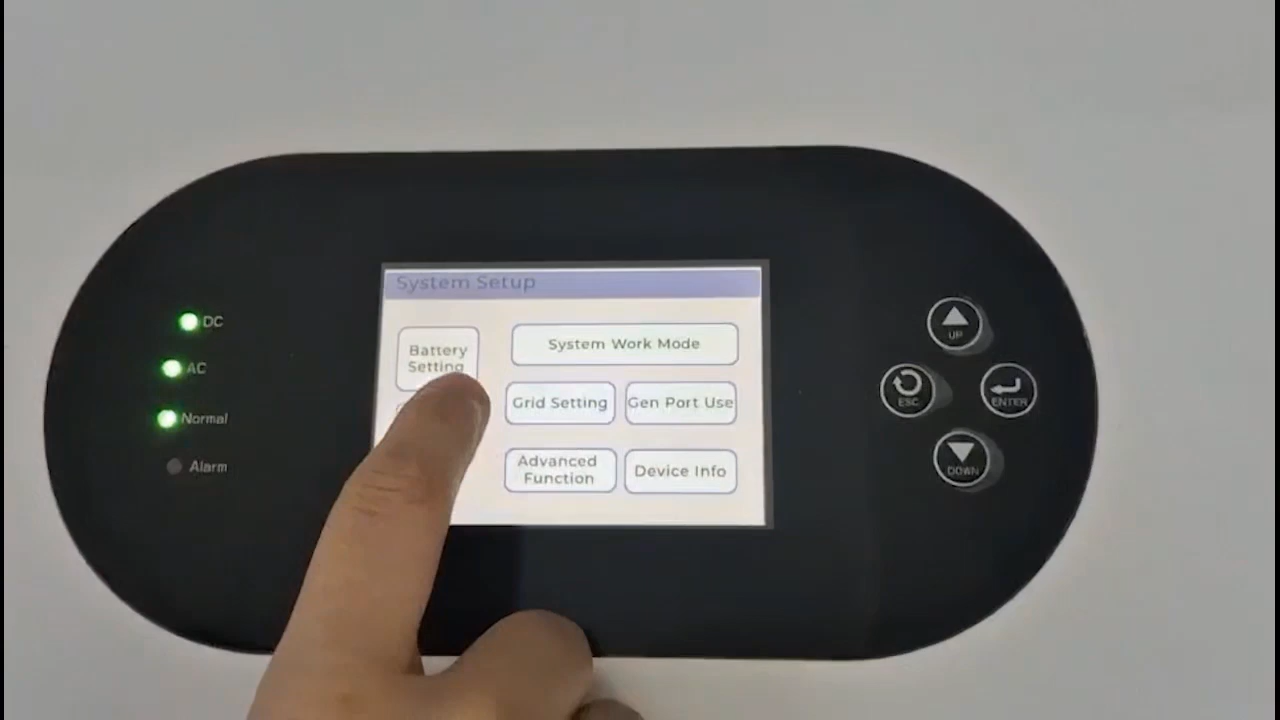 System Setup
DC
AC
Normal
Alarm
Battery
Setting
System Work Mode
Grid Setting
Gen Port Use
Advanced
Function
Device Info
UP
ESC
ENTER
DOWN